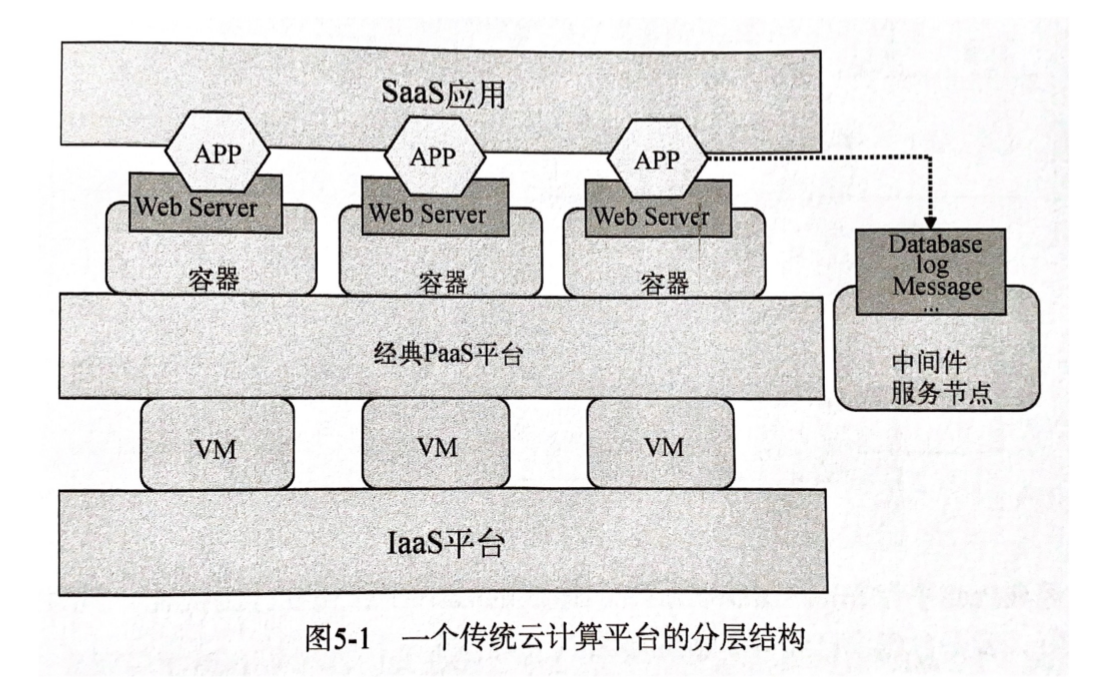 SaaS应用
APP
APP
APP
Web Server
Web Server
Web Server
容器
容器
容器
Database
log
Message
...
中间件
服务节点
经典PaaS平台
VM
VM
VM
IaaS平台
图5-1 一个传统云计算平台的分层结构